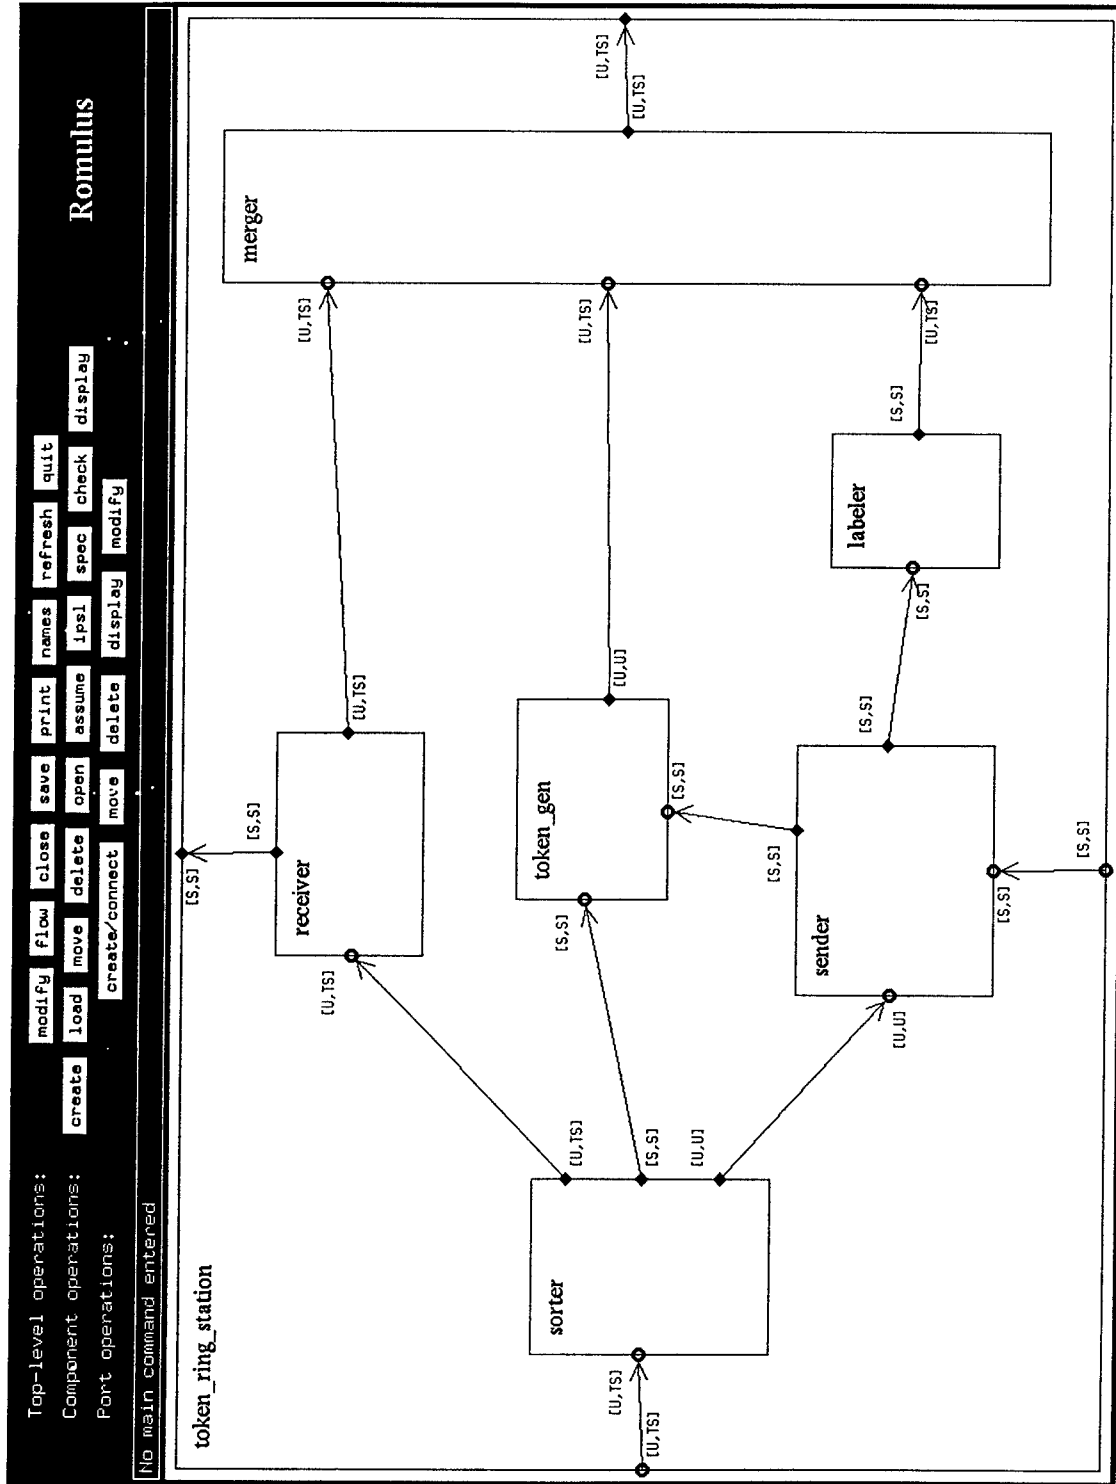 Top-level operations: modify flow close save print names refresh quit
Component operations: create load move delete open assume ipsl spec check display
Port operations: create/connect move delete display modify
Romulus
No main command entered
token_ring_station
[S,S]
[S,S]
receiver
[U,TS]
[U,TS]
[U,TS]
merger
[U,TS]
[U,TS]
sorter
[U,TS]
[U,TS]
[U,TS]
[S,S]
[U,U]
token_gen
[S,S]
[S,S]
[U,U]
[U,TS]
sender
[U,U]
[S,S]
[S,S]
[S,S]
[S,S]
labeler
[S,S]
[S,S]
[U,TS]